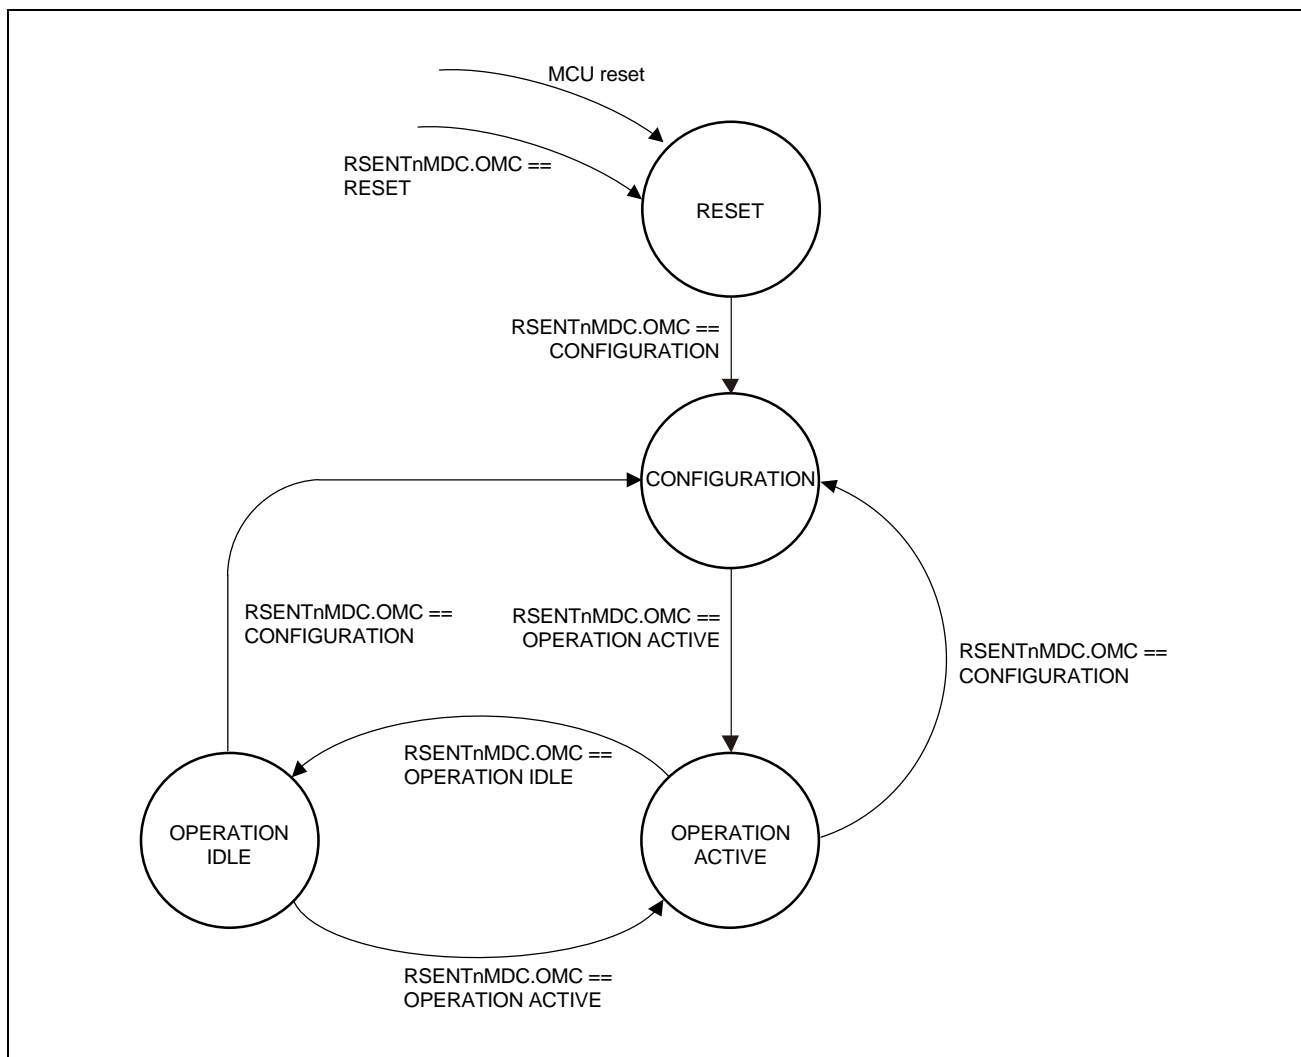 MCU reset
RSENTnMDC.OMC ==
RESET
RESET
RSENTnMDC.OMC ==
CONFIGURATION
CONFIGURATION
RSENTnMDC.OMC ==
CONFIGURATION
RSENTnMDC.OMC ==
OPERATION ACTIVE
RSENTnMDC.OMC ==
CONFIGURATION
RSENTnMDC.OMC ==
OPERATION IDLE
OPERATION
IDLE
OPERATION
ACTIVE
RSENTnMDC.OMC ==
OPERATION ACTIVE